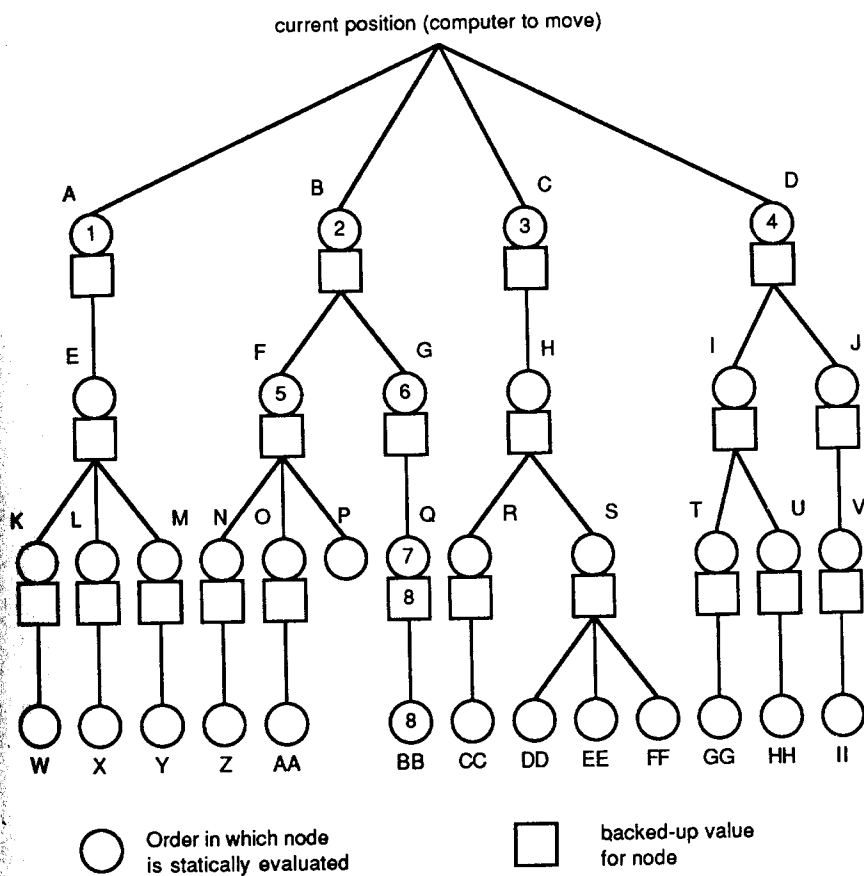 current position (computer to move)
A B C D
1 2 3 4
E F G H I J
5 6
K L M N O P Q R S T U V
7
8
8
W X Y Z AA BB CC DD EE FF GG HH II
Order in which node
is statically evaluated
backed-up value
for node